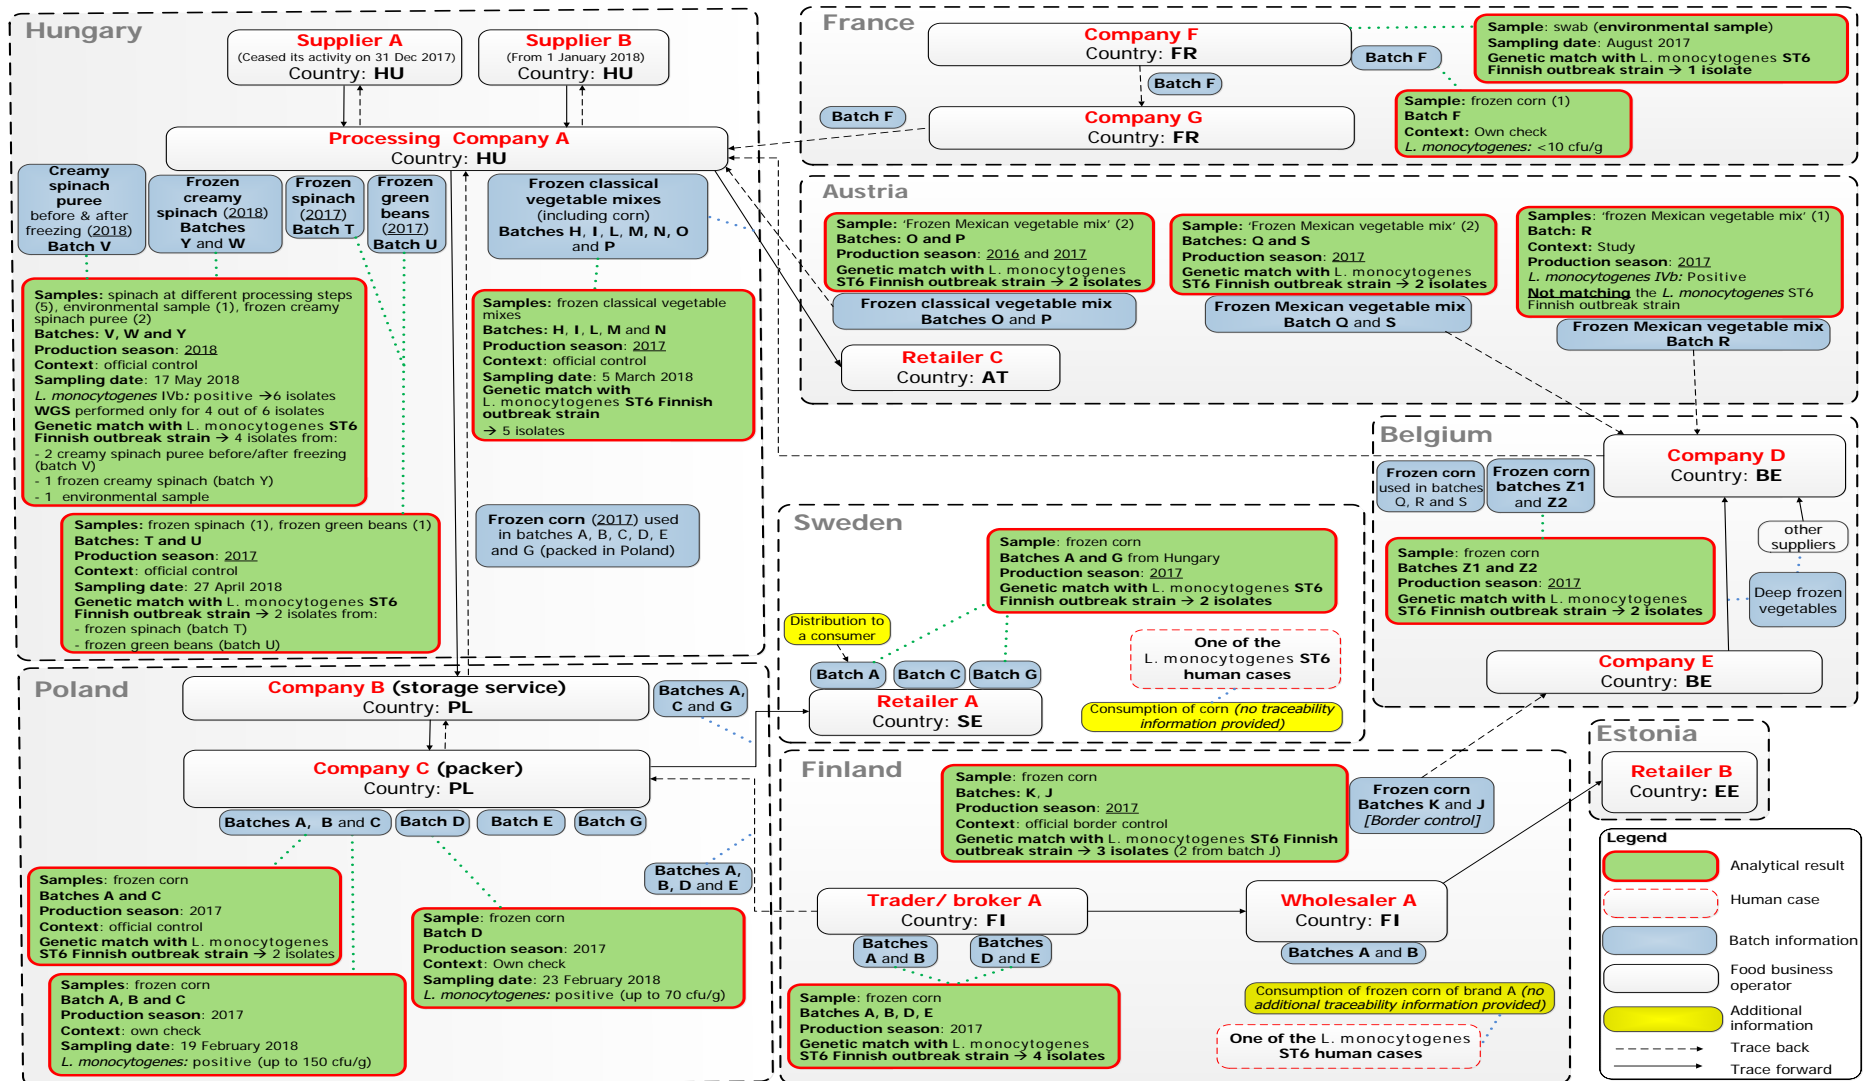 Hungary
Supplier A
(Ceased its activity on 31 Dec 2017)
Country: HU
Supplier B
(From 1 January 2018)
Country: HU
Processing Company A
Country: HU
Creamy
spinach
puree
before & after
freezing (2018)
Batch V
Frozen
creamy
spinach (2018)
Batches
Y and W
Frozen
spinach
(2017)
Batch T
Frozen
green
beans
(2017)
Batch U
Frozen classical
vegetable mixes
(including corn)
Batches H, I, L, M, N, O
and P
Samples: spinach at different processing steps
(5), environmental sample (1), frozen creamy
spinach puree (2)
Batches: V, W and Y
Production season: 2018
Context: official control
Sampling date: 17 May 2018
L. monocytogenes IVb: positive →6 isolates
WGS performed only for 4 out of 6 isolates
Genetic match with L. monocytogenes ST6
Finnish outbreak strain → 4 isolates from:
- 2 creamy spinach puree before/after freezing
(batch V)
- 1 frozen creamy spinach (batch Y)
- 1 environmental sample
Samples: frozen classical vegetable
mixes
Batches: H, I, L, M and N
Production season: 2017
Context: official control
Sampling date: 5 March 2018
Genetic match with
L. monocytogenes ST6 Finnish
outbreak strain
→ 5 isolates
Samples: frozen spinach (1), frozen green beans (1)
Batches: T and U
Production season: 2017
Context: official control
Sampling date: 27 April 2018
Genetic match with L. monocytogenes ST6
Finnish outbreak strain → 2 isolates from:
- frozen spinach (batch T)
- frozen green beans (batch U)
Frozen corn (2017) used
in batches A, B, C, D, E
and G (packed in Poland)
France
Company F
Country: FR
Batch F
Batch F
Company G
Country: FR
Batch F
Sample: swab (environmental sample)
Sampling date: August 2017
Genetic match with L. monocytogenes ST6
Finnish outbreak strain → 1 isolate
Sample: frozen corn (1)
Batch F
Context: Own check
L. monocytogenes: <10 cfu/g
Austria
Sample: ‘Frozen Mexican vegetable mix’ (2)
Batches: O and P
Production season: 2016 and 2017
Genetic match with L. monocytogenes
ST6 Finnish outbreak strain → 2 isolates
Frozen classical vegetable mix
Batches O and P
Sample: ‘Frozen Mexican vegetable mix’ (2)
Batches: Q and S
Production season: 2017
Genetic match with L. monocytogenes
ST6 Finnish outbreak strain → 2 isolates
Frozen Mexican vegetable mix
Batch Q and S
Samples: ‘frozen Mexican vegetable mix’ (1)
Batch: R
Context: Study
Production season: 2017
L. monocytogenes IVb: Positive
Not matching the L. monocytogenes ST6
Finnish outbreak strain
Frozen Mexican vegetable mix
Batch R
Retailer C
Country: AT
Belgium
Company D
Country: BE
Frozen corn
used in batches
Q, R and S
Frozen corn
batches Z1
and Z2
other
suppliers
Sample: frozen corn
Batches Z1 and Z2
Production season: 2017
Genetic match with L. monocytogenes
ST6 Finnish outbreak strain → 2 isolates
Deep frozen
vegetables
Company E
Country: BE
Sweden
Sample: frozen corn
Batches A and G from Hungary
Production season: 2017
Genetic match with L. monocytogenes ST6
Finnish outbreak strain → 2 isolates
Distribution to
a consumer
Batch A
Batch C
Batch G
Retailer A
Country: SE
One of the
L. monocytogenes ST6
human cases
Consumption of corn (no traceability
information provided)
Poland
Company B (storage service)
Country: PL
Batches A,
C and G
Company C (packer)
Country: PL
Batches A, B and C
Batch D
Batch E
Batch G
Batches A,
B, D and E
Samples: frozen corn
Batches A and C
Production season: 2017
Context: official control
Genetic match with L. monocytogenes
ST6 Finnish outbreak strain → 2 isolates
Sample: frozen corn
Batch D
Production season: 2017
Context: Own check
Sampling date: 23 February 2018
L. monocytogenes: positive (up to 70 cfu/g)
Samples: frozen corn
Batch A, B and C
Production season: 2017
Context: own check
Sampling date: 19 February 2018
L. monocytogenes: positive (up to 150 cfu/g)
Finland
Sample: frozen corn
Batches: K, J
Production season: 2017
Context: official border control
Genetic match with L. monocytogenes ST6 Finnish
outbreak strain → 3 isolates (2 from batch J)
Frozen corn
Batches K and J
[Border control]
Trader/ broker A
Country: FI
Batches
A and B
Batches
D and E
Wholesaler A
Country: FI
Batches A and B
Sample: frozen corn
Batches A, B, D, E
Production season: 2017
Genetic match with L. monocytogenes
ST6 Finnish outbreak strain → 4 isolates
Consumption of frozen corn of brand A (no
additional traceability information provided)
One of the L. monocytogenes
ST6 human cases
Estonia
Retailer B
Country: EE
Legend
Analytical result
Human case
Batch information
Food business
operator
Additional
information
Trace back
Trace forward